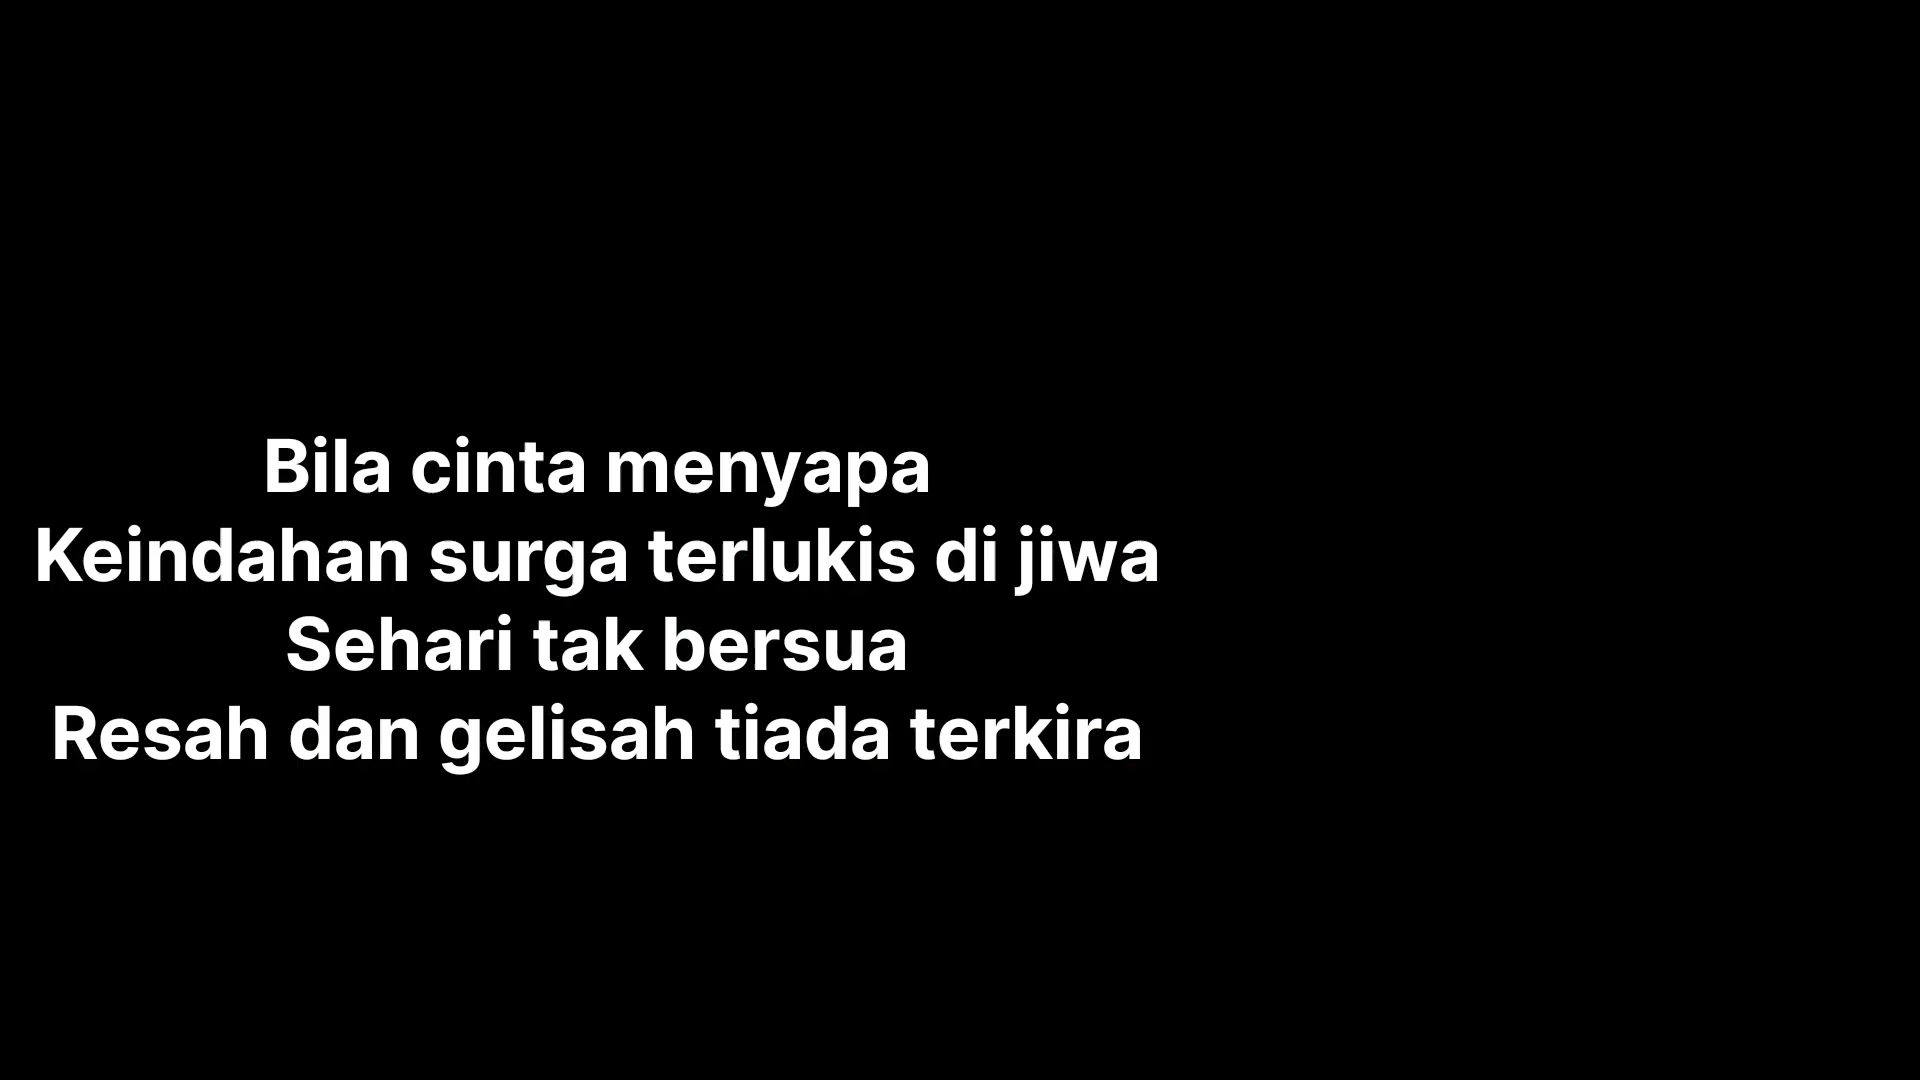 Bila cinta menyapa
Keindahan surga terlukis di jiwa
Sehari tak bersua
Resah dan gelisah tiada terkira